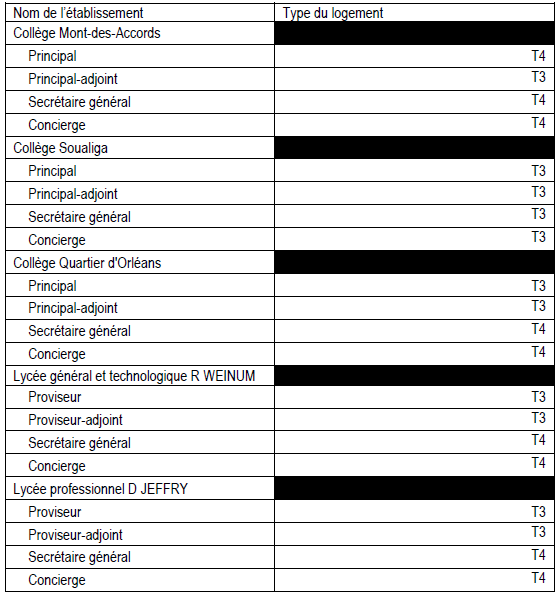 Nom de l'établissement Type du logement
Collège Mont-des-Accords
Principal T4
Principal-adjoint T3
Secrétaire général T4
Concierge T4
Collège Soualiga
Principal T3
Principal-adjoint T3
Secrétaire général T3
Concierge T3
Collège Quartier d'Orléans
Principal T3
Principal-adjoint T3
Secrétaire général T4
Concierge T4
Lycée général et technologique R WEINUM
Proviseur T3
Proviseur-adjoint T3
Secrétaire général T4
Concierge T4
Lycée professionnel D JEFFRY
Proviseur T3
Proviseur-adjoint T3
Secrétaire général T4
Concierge T4